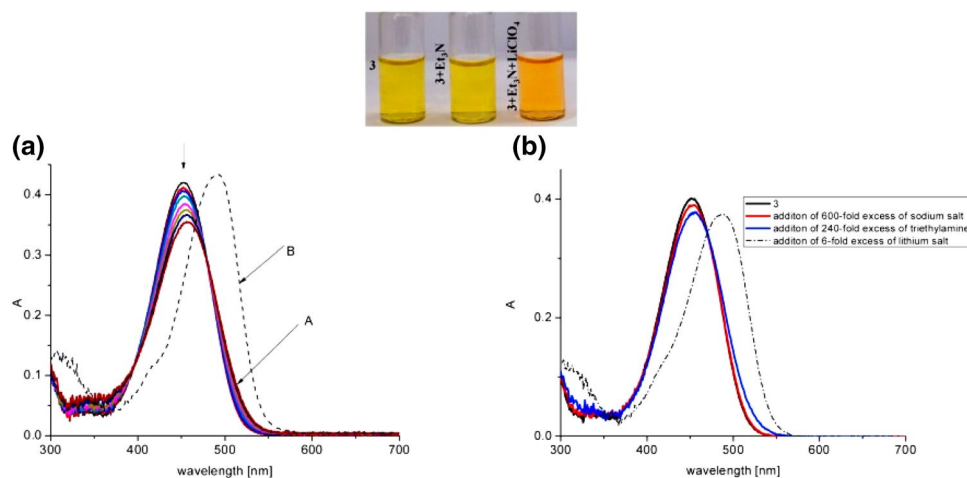 3
3+Et₃N
3+Et₃N+LiClO₄
(a)
0.4
0.3
0.2
0.1
0.0
A
B
A
300 400 500 600 700
wavelength [nm]
(b)
0.4
0.2
0.0
A
3
additon of 600-fold excess of sodium salt
additon of 240-fold excess of triethylamine
additon of 6-fold excess of lithium salt
300 400 500 600 700
wavelength [nm]